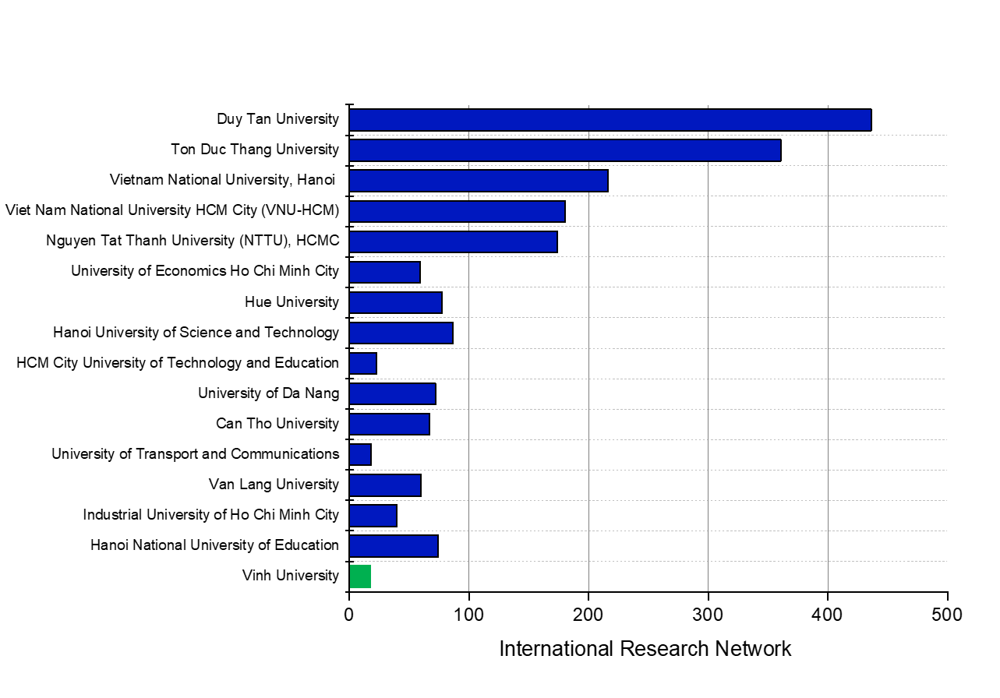 Duy Tan University
Ton Duc Thang University
Vietnam National University, Hanoi
Viet Nam National University HCM City (VNU-HCM)
Nguyen Tat Thanh University (NTTU), HCMC
University of Economics Ho Chi Minh City
Hue University
Hanoi University of Science and Technology
HCM City University of Technology and Education
University of Da Nang
Can Tho University
University of Transport and Communications
Van Lang University
Industrial University of Ho Chi Minh City
Hanoi National University of Education
Vinh University
0 100 200 300 400 500
International Research Network